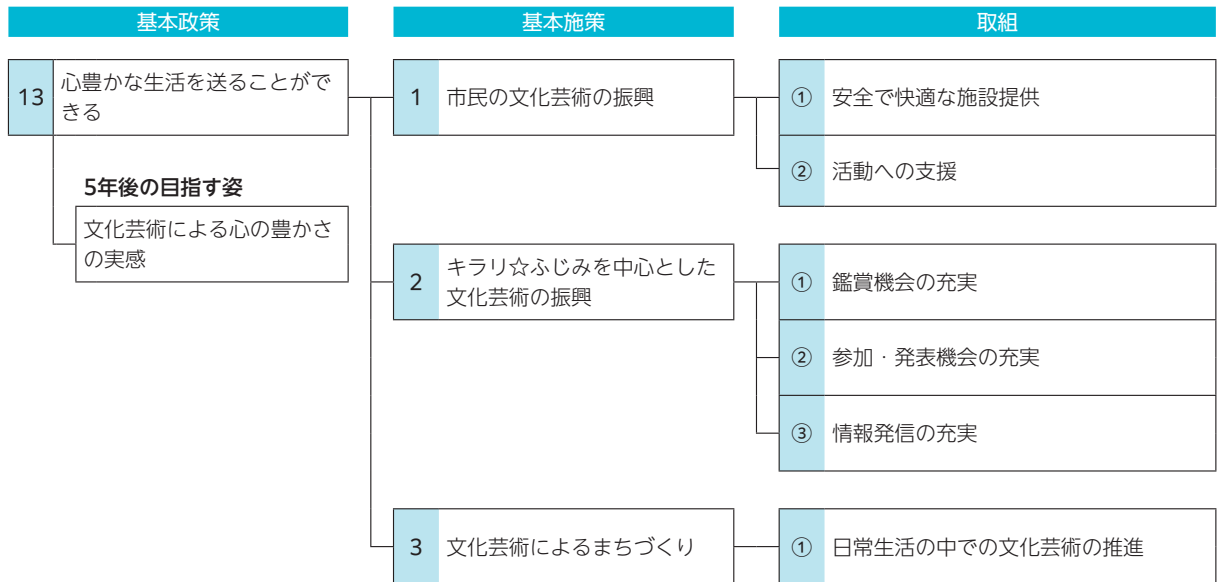 基本政策
基本施策
取組
13
心豊かな生活を送ることがで
きる
5年後の目指す姿
文化芸術による心の豊かさ
の実感
1
市民の文化芸術の振興
①
安全で快適な施設提供
②
活動への支援
2
キラリ☆ふじみを中心とした
文化芸術の振興
①
鑑賞機会の充実
②
参加・発表機会の充実
③
情報発信の充実
3
文化芸術によるまちづくり
①
日常生活の中での文化芸術の推進